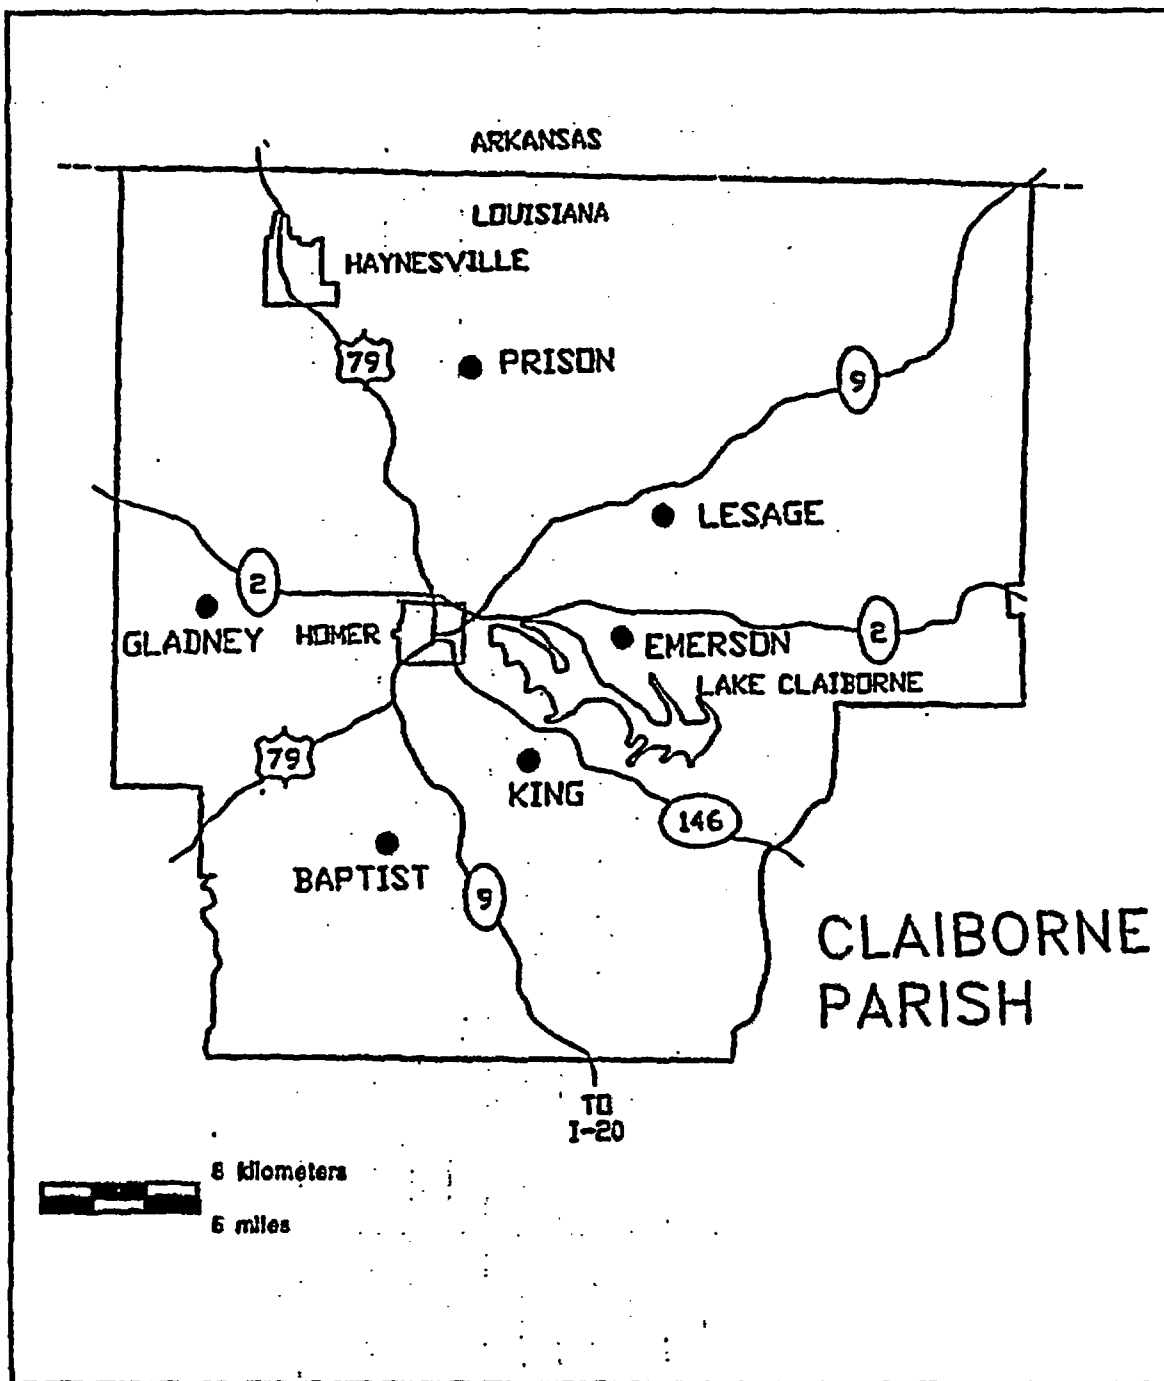 ARKANSAS
LOUISIANA
HAYNESVILLE
79
PRISON
9
LESAGE
2
GLADNEY
HOMER
EMERSON
2
LAKE CLAIBORNE
79
KING
146
BAPTIST
9
CLAIBORNE
PARISH
TO
I-20
8 kilometers
5 miles